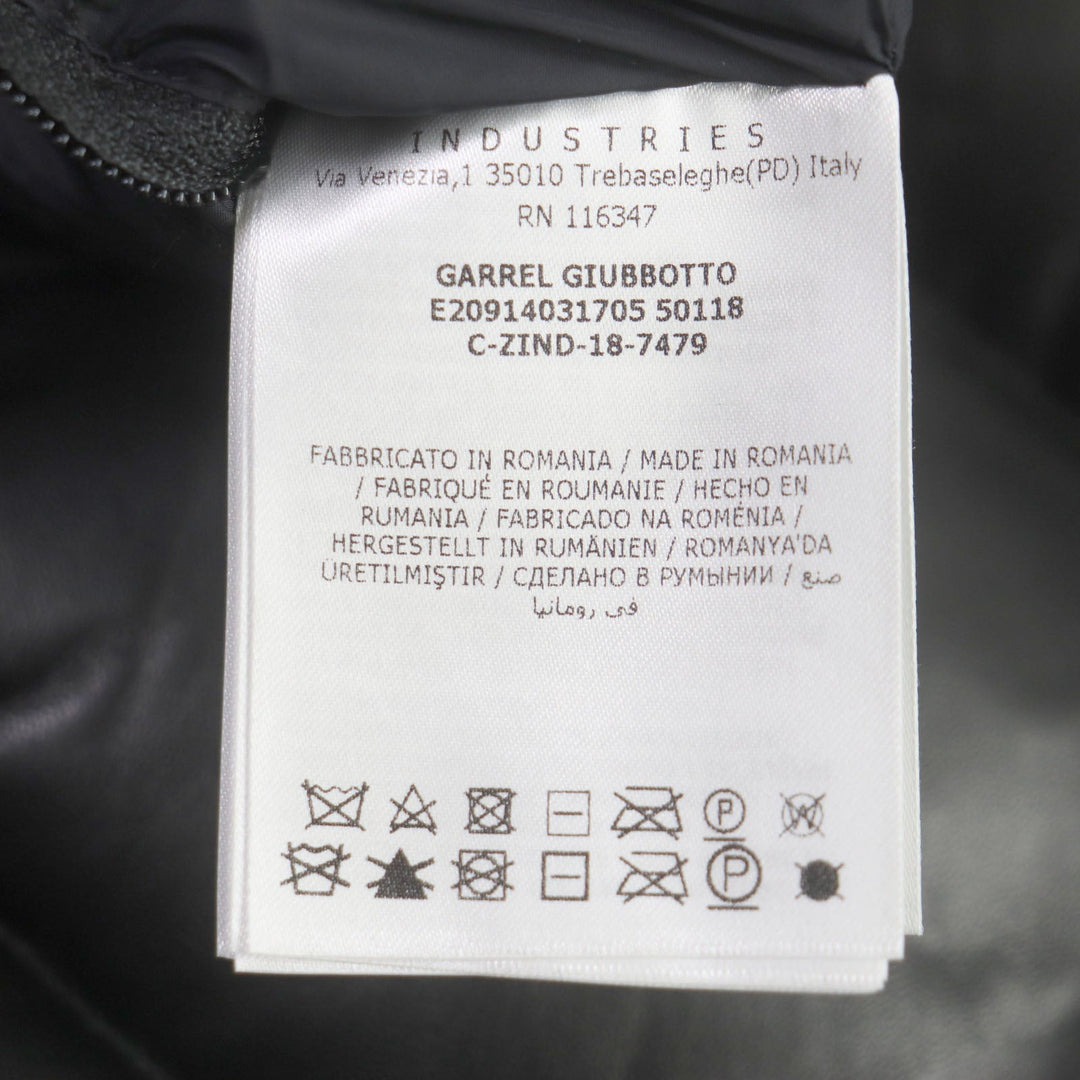 INDUSTRIES
Via Venezia,1 35010 Trebaseleghe(PD) Italy
RN 116347
GARREL GIUBBOTTO
E20914031705 50118
C-ZIND-18-7479
FABBRICATO IN ROMANIA / MADE IN ROMANIA
/ FABRIQUÉ EN ROUMANIE / HECHO EN
RUMANIA / FABRICADO NA ROMÉNIA /
HERGESTELLT IN RUMÄNIEN / ROMANYA'DA
ÜRETILMIŞTIR / СДЕЛАНО В РУМЫНИИ / صنع
في رومانيا
P W
P